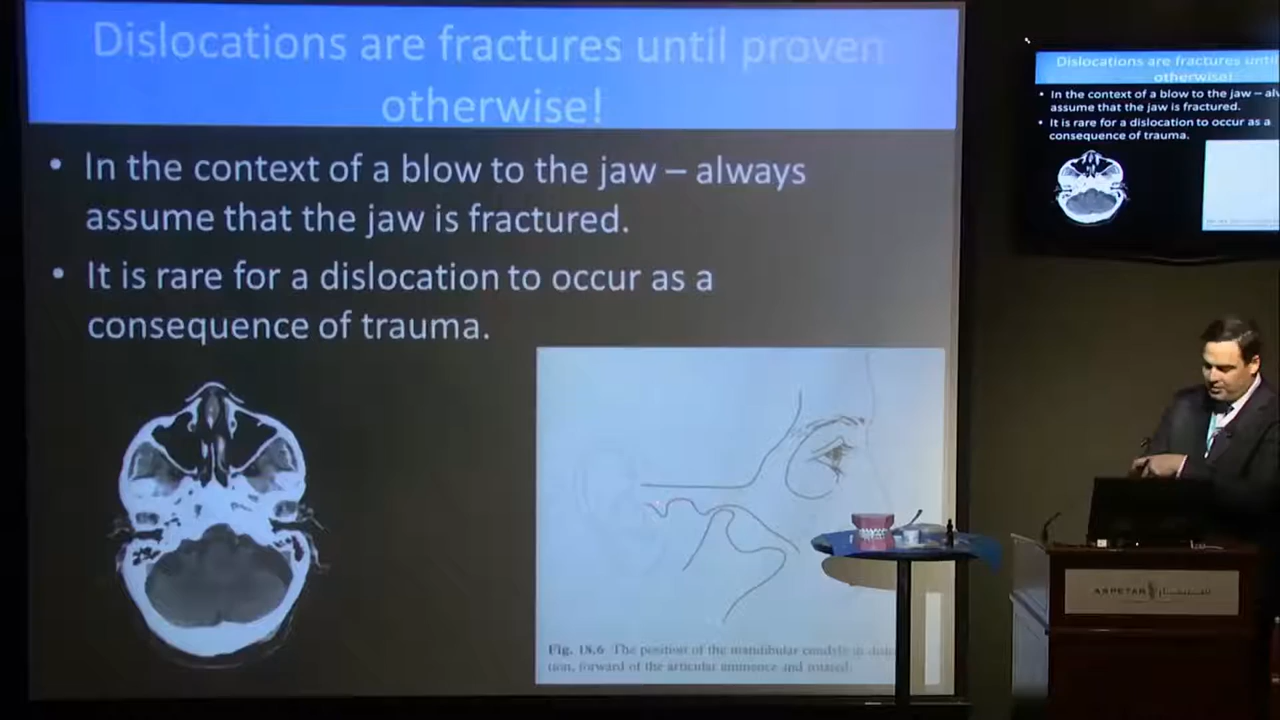 Dislocations are fractures until proven
otherwise!
• In the context of a blow to the jaw – always
assume that the jaw is fractured.
• It is rare for a dislocation to occur as a
consequence of trauma.
Fig. 18.6 The position of the mandibular condyle in
tion, forward of the articular eminence and rotated.
Dislocations are fractures until
otherwise!
• In the context of a blow to the jaw – al
assume that the jaw is fractured.
• It is rare for a dislocation to occur as a
consequence of trauma.
ASPETAR